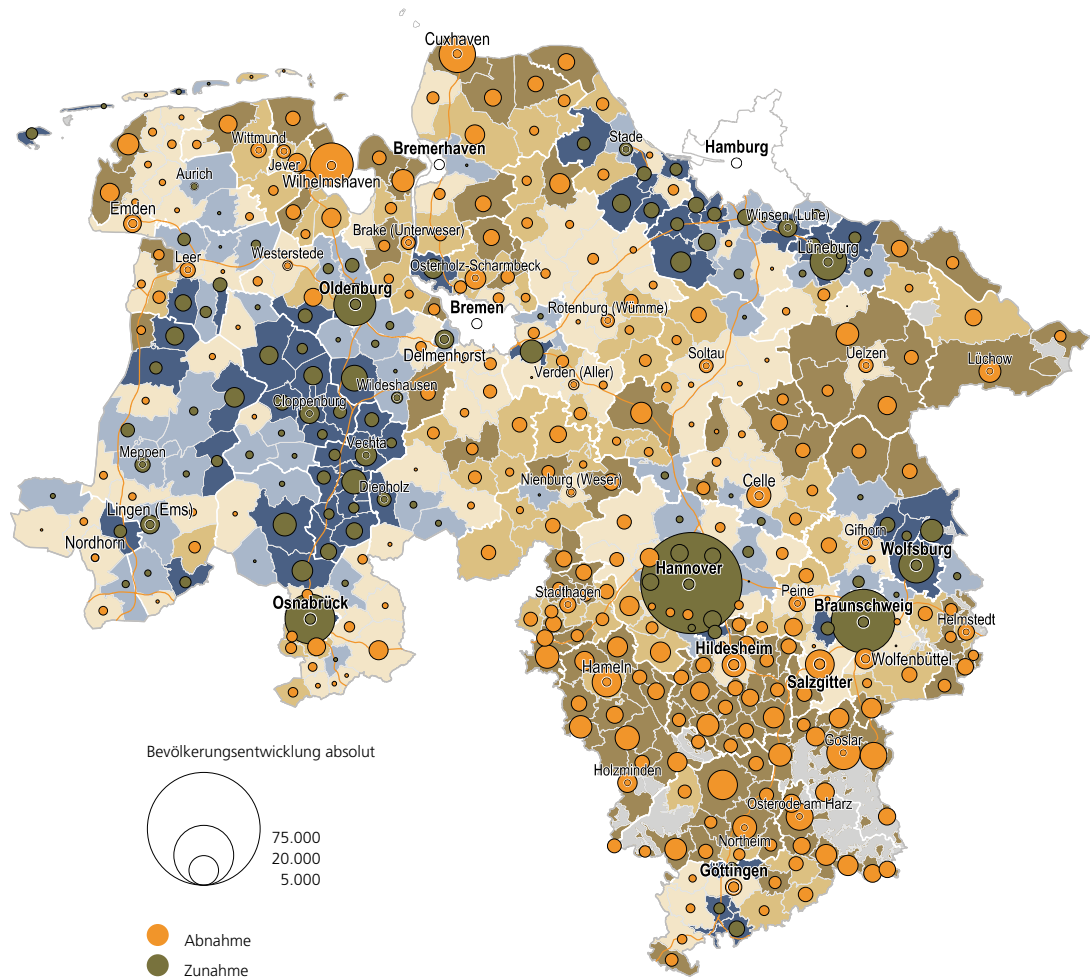 Cuxhaven
Wittmund
Jever
Wilhelmshaven
Bremerhaven
Stade
Hamburg
Aurich
Emden
Brake (Unterweser)
Winsen (Luhe)
Lüneburg
Leer
Westerstede
Osterholz-Scharmbeck
Oldenburg
Bremen
Rotenburg (Wümme)
Delmenhorst
Soltau
Uelzen
Lüchow
Verden (Aller)
Wildeshausen
Cloppenburg
Vechta
Meppen
Diepholz
Nienburg (Weser)
Celle
Lingen (Ems)
Nordhorn
Gifhorn
Wolfsburg
Hannover
Stadthagen
Peine
Osnabrück
Braunschweig
Helmstedt
Hildesheim
Wolfenbüttel
Hameln
Salzgitter
Goslar
Holzminden
Osterode am Harz
Northeim
Göttingen
Bevölkerungsentwicklung absolut
75.000
20.000
5.000
Abnahme
Zunahme